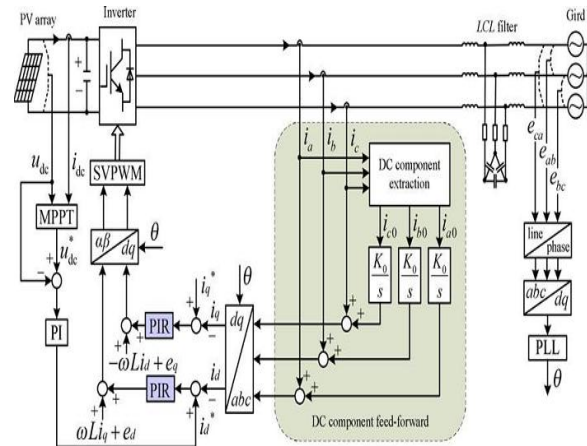 PV array
Inverter
LCL filter
Gird
+
-
u_dc
i_dc
SVPWM
MPPT
u_dc*
+
-
αβ
dq
θ
PI
i_a
i_b
i_c
DC component
extraction
i_c0
i_b0
i_a0
K_0
s
K_0
s
K_0
s
θ
i_q*
i_q
PIR
+
-
-ωLi_d + e_q
dq
abc
i_d
PIR
+
-
ωLi_q + e_d
i_d*
+
+
+
+
+
+
DC component feed-forward
e_ca
e_ab
e_bc
line
phase
abc
dq
PLL
θ